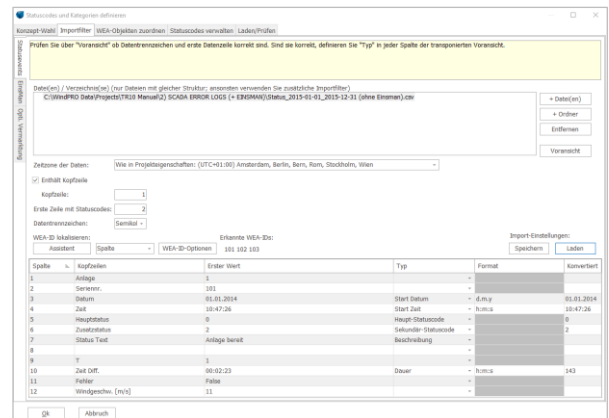 Statuscodes und Kategorien definieren
Konzept-Wahl Importfilter WEA-Objekten zuordnen Statuscodes verwalten Laden/Prüfen
Statusevents
EinsMan
Opt. Vermarktung
Prüfen Sie über "Voransicht" ob Datentrennzeichen und erste Datenzeile korrekt sind. Sind sie korrekt, definieren Sie "Typ" in jeder Spalte der transponierten Voransicht.
Datei(en) / Verzeichnis(se) (nur Dateien mit gleicher Struktur; ansonsten verwenden Sie zusätzliche Importfilter)
C:\WindPRO Data\Projects\TR10 Manual\2) SCADA ERROR LOGS (+ EINSMAN)\Status_2015-01-01_2015-12-31 (ohne Einsman).csv
+ Datei(en)
+ Ordner
Entfernen
Voransicht
Zeitzone der Daten: Wie in Projekteigenschaften: (UTC+01:00) Amsterdam, Berlin, Bern, Rom, Stockholm, Wien
Enthält Kopfzeile
Kopfzeile: 1
Erste Zeile mit Statuscodes: 2
Datentrennzeichen: Semikol
WEA-ID lokalisieren: Erkannte WEA-IDs: Import-Einstellungen:
Assistent Spalte WEA-ID-Optionen 101 102 103 Speichern Laden
Spalte Kopfzeilen Erster Wert Typ Format Konvertiert
1 Anlage 1
2 Seriennr. 101
3 Datum 01.01.2014 Start Datum d.m.y 01.01.2014
4 Zeit 10:47:26 Start Zeit h:m:s 10:47:26
5 Hauptstatus 0 Haupt-Statuscode 0
6 Zusatzstatus 2 Sekundär-Statuscode 2
7 Status Text Anlage bereit Beschreibung
8
9 T 1
10 Zeit Diff. 00:02:23 Dauer h:m:s 143
11 Fehler False
12 Windgeschw. [m/s] 11
Ok Abbruch